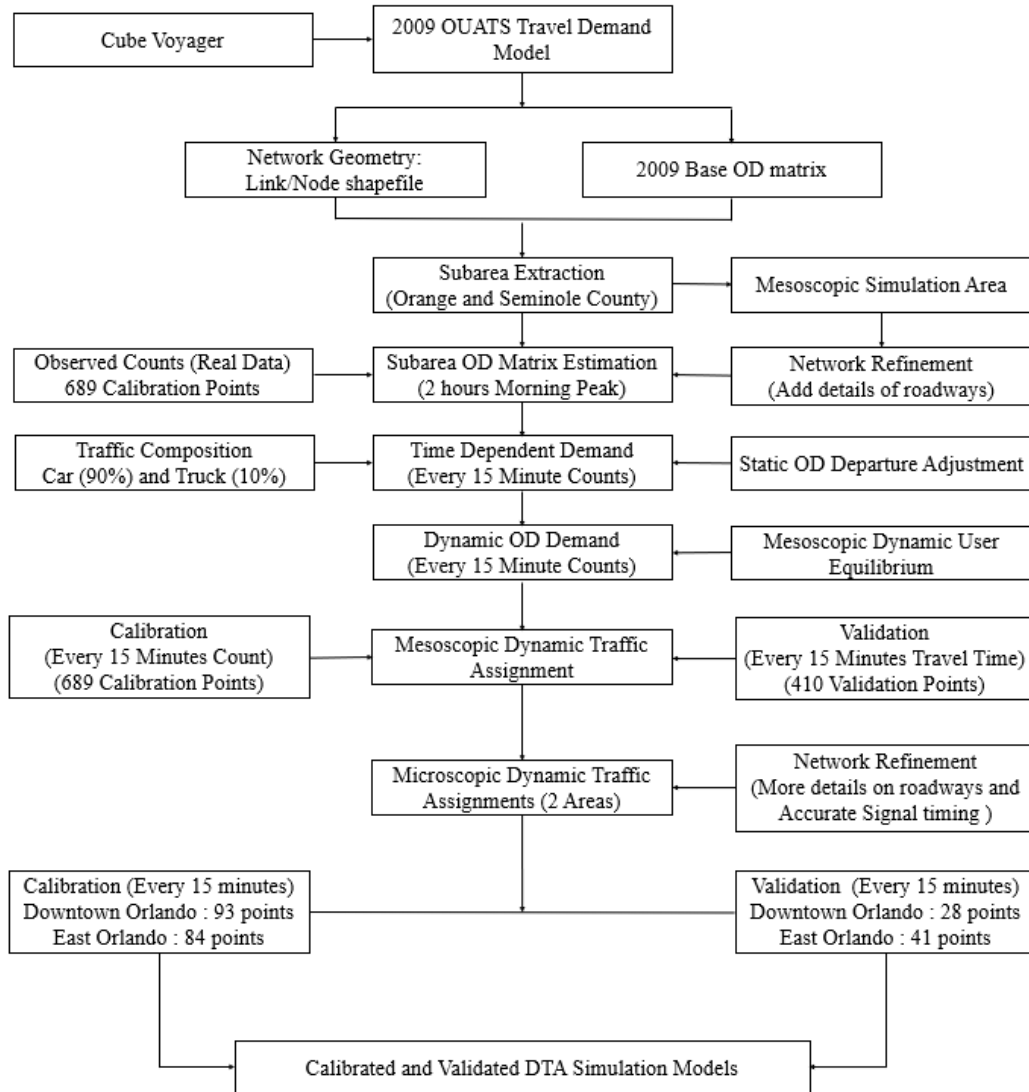 Cube Voyager
2009 OUATS Travel Demand
Model
Network Geometry:
Link/Node shapefile
2009 Base OD matrix
Subarea Extraction
(Orange and Seminole County)
Mesoscopic Simulation Area
Observed Counts (Real Data)
689 Calibration Points
Subarea OD Matrix Estimation
(2 hours Morning Peak)
Network Refinement
(Add details of roadways)
Traffic Composition
Car (90%) and Truck (10%)
Time Dependent Demand
(Every 15 Minute Counts)
Static OD Departure Adjustment
Dynamic OD Demand
(Every 15 Minute Counts)
Mesoscopic Dynamic User
Equilibrium
Calibration
(Every 15 Minutes Count)
(689 Calibration Points)
Mesoscopic Dynamic Traffic
Assignment
Validation
(Every 15 Minutes Travel Time)
(410 Validation Points)
Microscopic Dynamic Traffic
Assignments (2 Areas)
Network Refinement
(More details on roadways and
Accurate Signal timing )
Calibration (Every 15 minutes)
Downtown Orlando : 93 points
East Orlando : 84 points
Validation (Every 15 minutes)
Downtown Orlando : 28 points
East Orlando : 41 points
Calibrated and Validated DTA Simulation Models